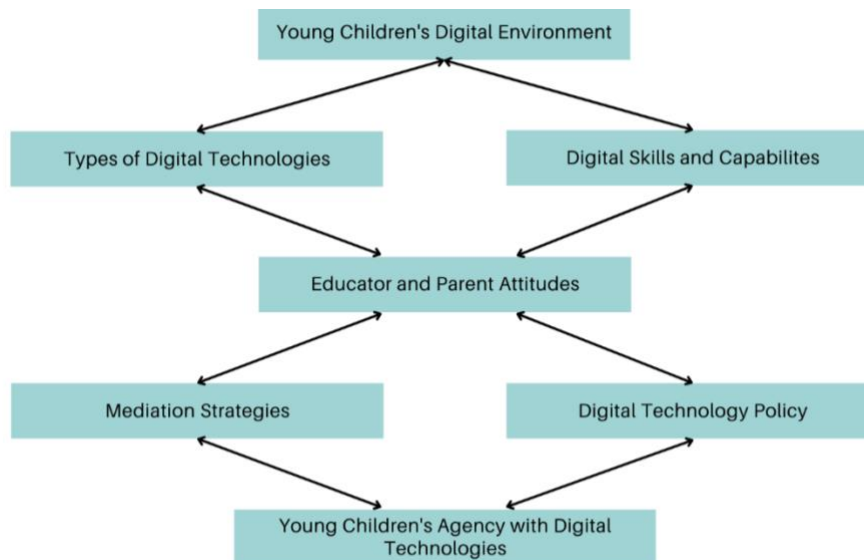 Young Children's Digital Environment
Types of Digital Technologies
Digital Skills and Capabilites
Educator and Parent Attitudes
Mediation Strategies
Digital Technology Policy
Young Children's Agency with Digital
Technologies